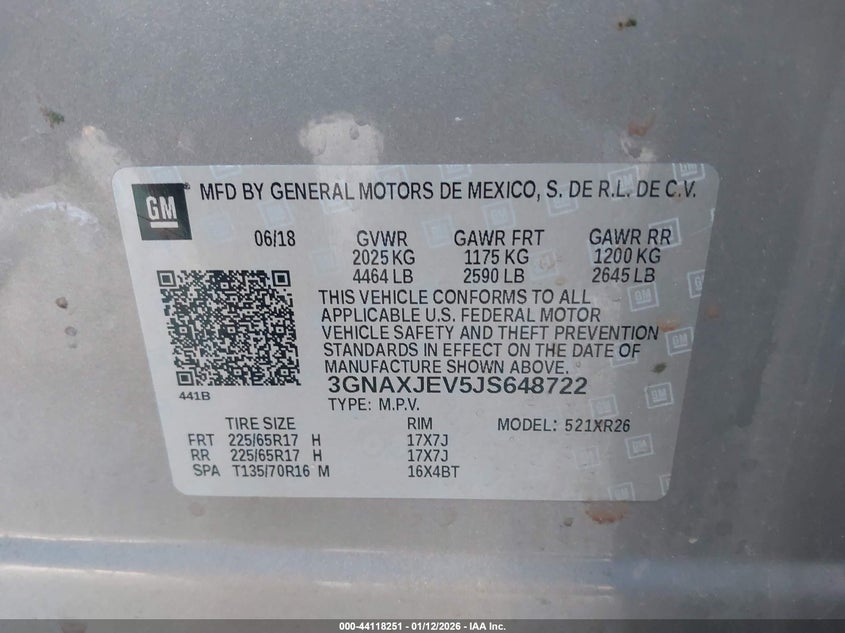 GM
MFD BY GENERAL MOTORS DE MEXICO, S. DE R.L. DE C.V.
06/18 GVWR GAWR FRT GAWR RR
2025 KG 1175 KG 1200 KG
4464 LB 2590 LB 2645 LB
THIS VEHICLE CONFORMS TO ALL
APPLICABLE U.S. FEDERAL MOTOR
VEHICLE SAFETY AND THEFT PREVENTION
STANDARDS IN EFFECT ON THE DATE OF
MANUFACTURE SHOWN ABOVE.
441B 3GNAXJEV5JS648722
TYPE: M.P.V.
TIRE SIZE RIM MODEL: 521XR26
FRT 225/65R17 H 17X7J
RR 225/65R17 H 17X7J
SPA T135/70R16 M 16X4BT
000-44118251 - 01/12/2026 - IAA Inc.